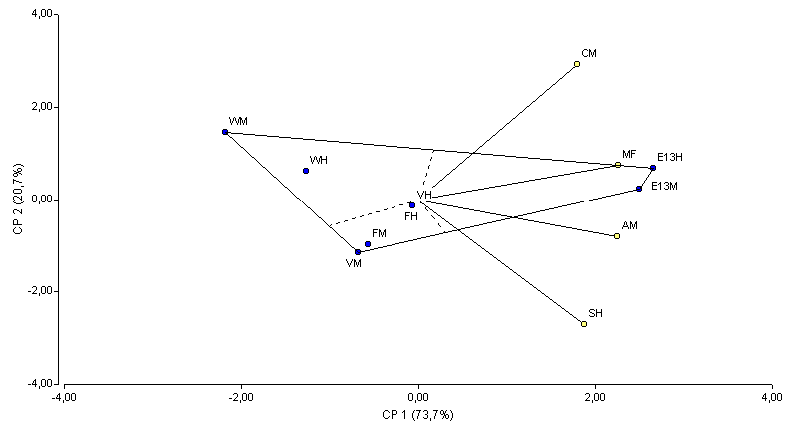 4,00
CM
2,00
WM
MF
E13H
WH
E13M
VH
0,00
FH
AM
FM
VM
-2,00
SH
-4,00
-4,00 -2,00 0,00 2,00 4,00
CP 1 (73,7%)
CP 2 (20,7%)